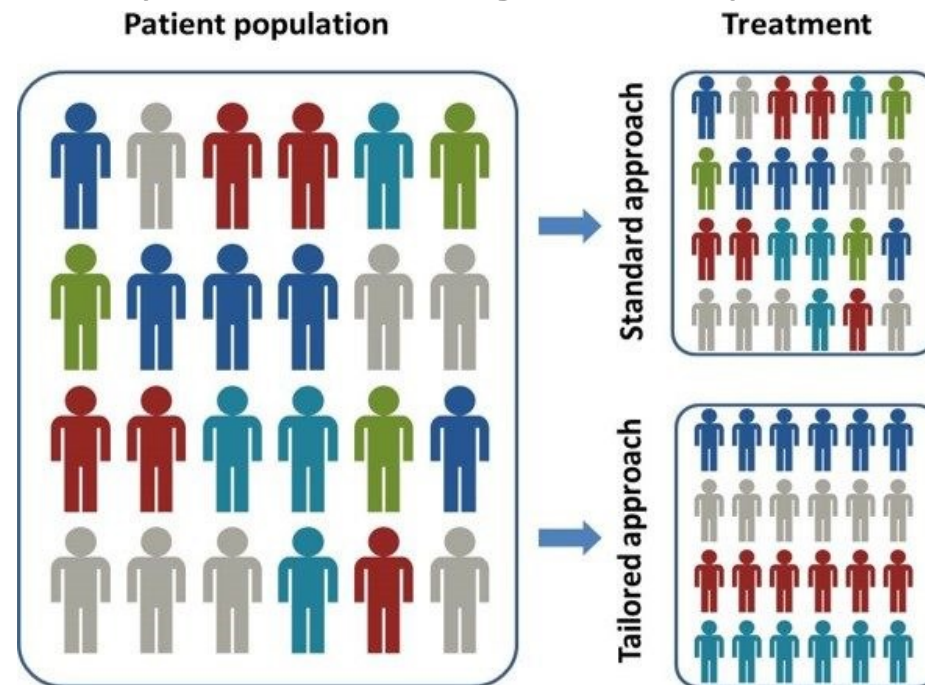 Patient population
Treatment
Standard approach
Tailored approach